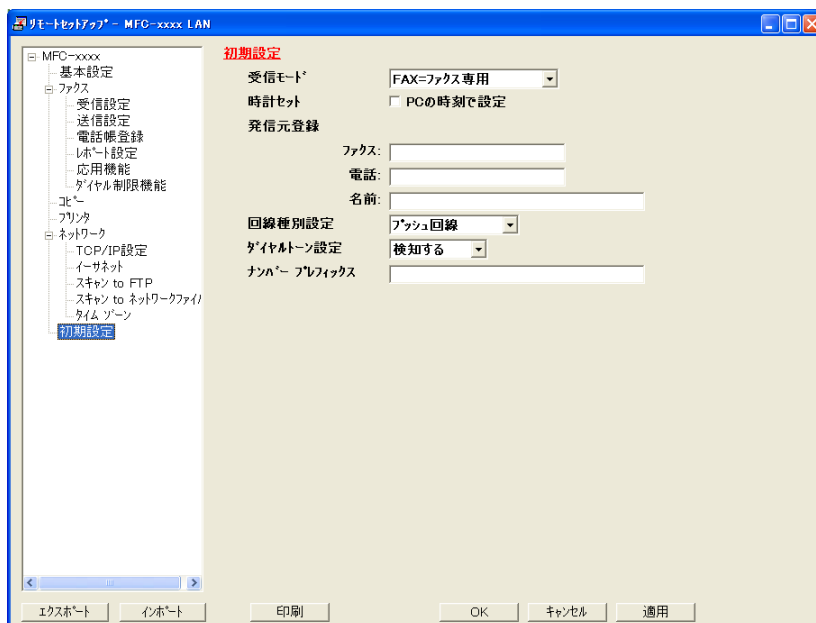 リモートセットアップ - MFC-xxxx LAN
MFC-xxxx
基本設定
ファクス
受信設定
送信設定
電話帳登録
レポート設定
応用機能
ダイヤル制限機能
コピー
プリンタ
ネットワーク
TCP/IP設定
イーサネット
スキャン to FTP
スキャン to ネットワークファイル
タイム ゾーン
初期設定
初期設定
受信モード
FAX=ファクス専用
時計セット
PCの時刻で設定
発信元登録
ファクス:
電話:
名前:
回線種別設定
プッシュ回線
ダイヤルトーン設定
検知する
ナンバー プレフィックス
エクスポート
インポート
印刷
OK
キャンセル
適用